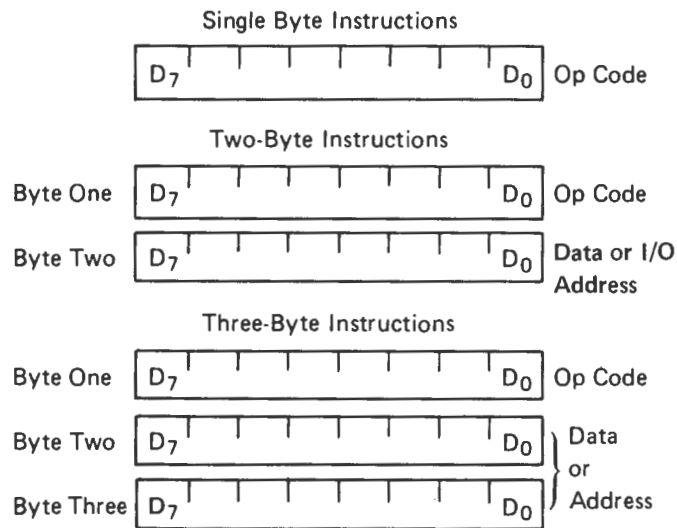 Single Byte Instructions
D7 D0 Op Code
Two-Byte Instructions
Byte One D7 D0 Op Code
Byte Two D7 D0 Data or I/O
Address
Three-Byte Instructions
Byte One D7 D0 Op Code
Byte Two D7 D0 Data
or
Byte Three D7 D0 Address